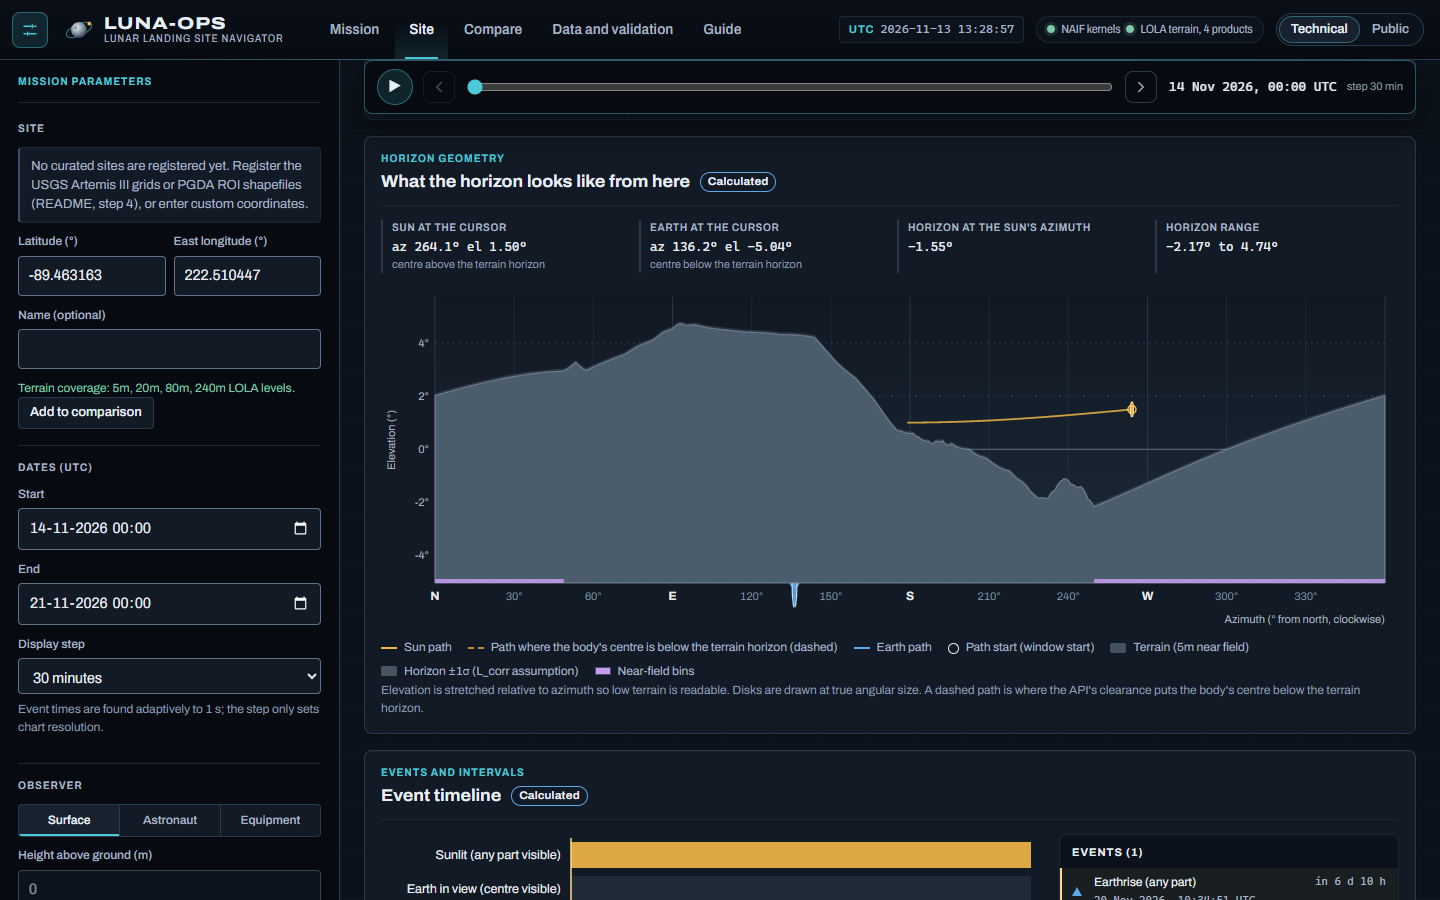 LUNA-OPS
LUNAR LANDING SITE NAVIGATOR
Mission
Site
Compare
Data and validation
Guide
UTC 2026-11-13 13:28:57
NAIF kernels
LOLA terrain, 4 products
Technical
Public
MISSION PARAMETERS
SITE
No curated sites are registered yet. Register the
USGS Artemis III grids or PGDA ROI shapefiles
(README, step 4), or enter custom coordinates.
Latitude (°)
East longitude (°)
-89.463163
222.510447
Name (optional)
Terrain coverage: 5m, 20m, 80m, 240m LOLA levels.
Add to comparison
DATES (UTC)
Start
14-11-2026 00:00
End
21-11-2026 00:00
Display step
30 minutes
Event times are found adaptively to 1 s; the step only sets
chart resolution.
OBSERVER
Surface
Astronaut
Equipment
Height above ground (m)
0
14 Nov 2026, 00:00 UTC
step 30 min
HORIZON GEOMETRY
What the horizon looks like from here
Calculated
SUN AT THE CURSOR
az 264.1° el 1.50°
centre above the terrain horizon
EARTH AT THE CURSOR
az 136.2° el −5.04°
centre below the terrain horizon
HORIZON AT THE SUN'S AZIMUTH
−1.55°
HORIZON RANGE
−2.17° to 4.74°
Elevation (°)
4°
2°
0°
-2°
-4°
N
30°
60°
E
120°
150°
S
210°
240°
W
300°
330°
Azimuth (° from north, clockwise)
Sun path
Path where the body's centre is below the terrain horizon (dashed)
Earth path
Path start (window start)
Terrain (5m near field)
Horizon ±1σ (L_corr assumption)
Near-field bins
Elevation is stretched relative to azimuth so low terrain is readable. Disks are drawn at true angular size. A dashed path is where the API's clearance puts the body's centre below the terrain
horizon.
EVENTS AND INTERVALS
Event timeline
Calculated
Sunlit (any part visible)
Earth in view (centre visible)
EVENTS (1)
Earthrise (any part)
in 6 d 10 h
20 Nov 2026, 10:34:51 UTC